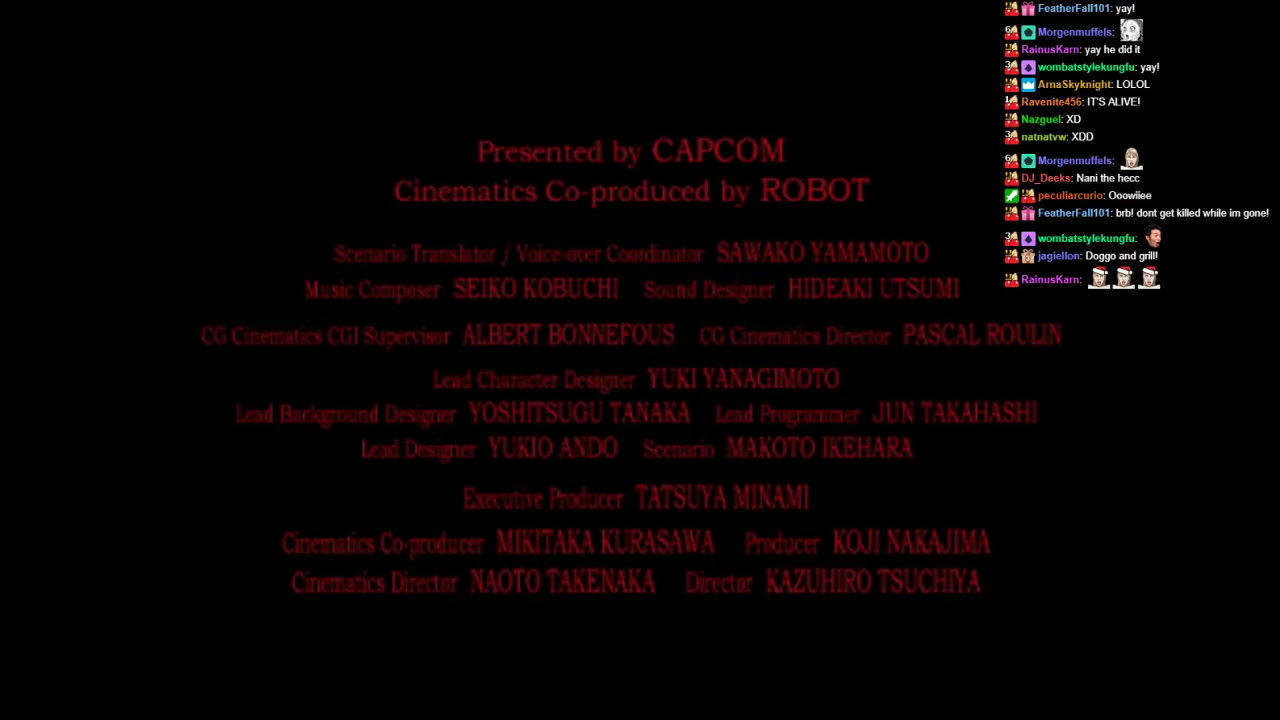 Presented by CAPCOM
Cinematics Co-produced by ROBOT
Scenario Translator / Voice-over Coordinator SAWAKO YAMAMOTO
Music Composer SEIKO KOBUCHI Sound Designer HIDEAKI UTSUMI
CG Cinematics CGI Supervisor ALBERT BONNEFOUS CG Cinematics Director PASCAL ROULIN
Lead Character Designer YUKI YANAGIMOTO
Lead Background Designer YOSHITSUGU TANAKA Lead Programmer JUN TAKAHASHI
Lead Designer YUKIO ANDO Scenario MAKOTO IKEHARA
Executive Producer TATSUYA MINAMI
Cinematics Co-producer MIKITAKA KURASAWA Producer KOJI NAKAJIMA
Cinematics Director NAOTO TAKENAKA Director KAZUHIRO TSUCHIYA
FeatherFall101: yay!
6 Morgenmuffels:
RainusKarn: yay he did it
3 wombatstylekungfu: yay!
ArnaSkyknight: LOLOL
1 Ravenite456: IT'S ALIVE!
Nazguel: XD
3 natnatvw: XDD
6 Morgenmuffels:
DJ_Deeks: Nani the hecc
peculiarcurio: Ooowiiee
FeatherFall101: brb! dont get killed while im gone!
3 wombatstylekungfu:
jagiellon: Doggo and grill!
RainusKarn: